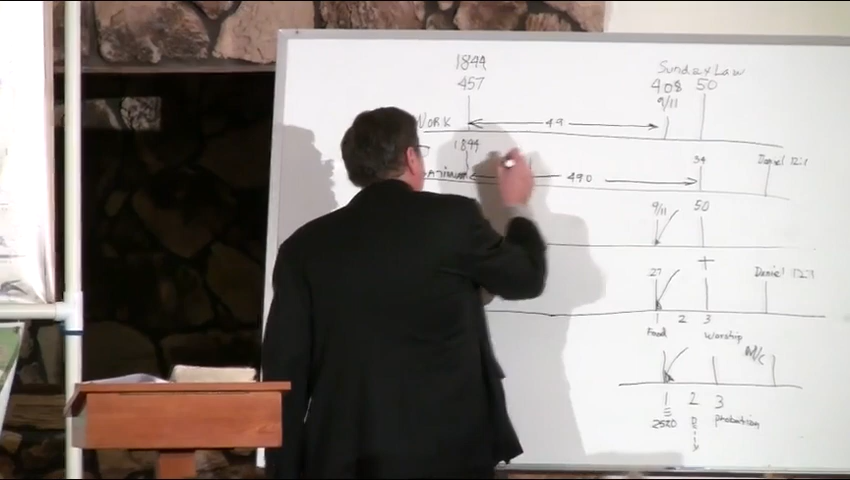 1844
457
Sunday Law
408 50
9/11
WORK
49
1844
34
Daniel 12:1
490
9/11 50
27
Daniel 12:1
1 2 3
Food
worship
M/C
1 2 3
2520
probation